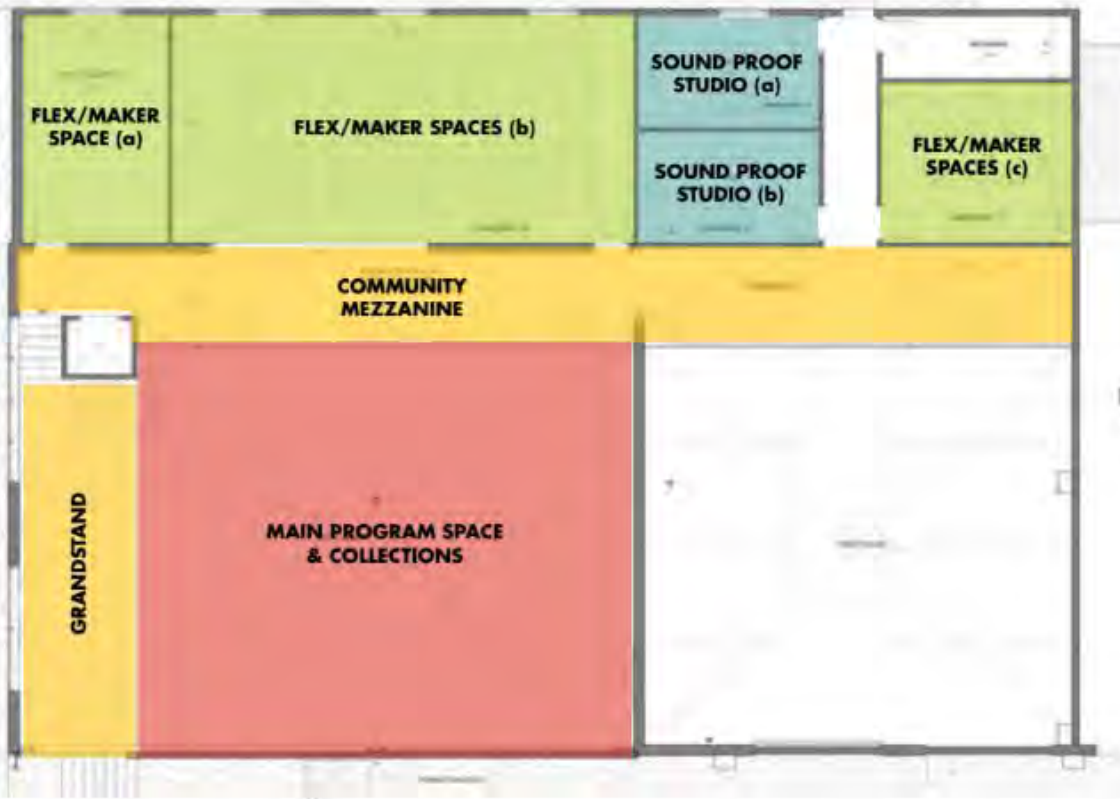 FLEX/MAKER
SPACE (a)
FLEX/MAKER SPACES (b)
SOUND PROOF
STUDIO (a)
SOUND PROOF
STUDIO (b)
FLEX/MAKER
SPACES (c)
COMMUNITY
MEZZANINE
GRANDSTAND
MAIN PROGRAM SPACE
& COLLECTIONS